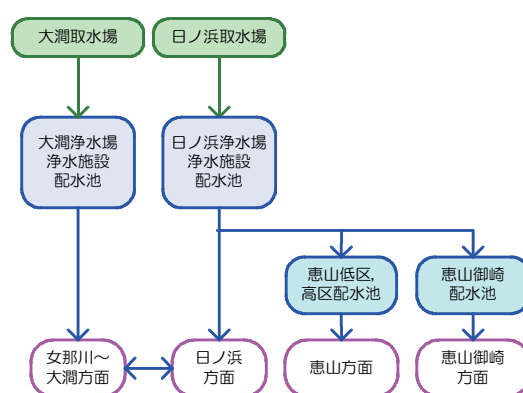 大澗取水場
日ノ浜取水場
大澗浄水場
浄水施設
配水池
日ノ浜浄水場
浄水施設
配水池
恵山低区,
高区配水池
恵山御崎
配水池
女那川～
大澗方面
日ノ浜
方面
恵山方面
恵山御崎
方面